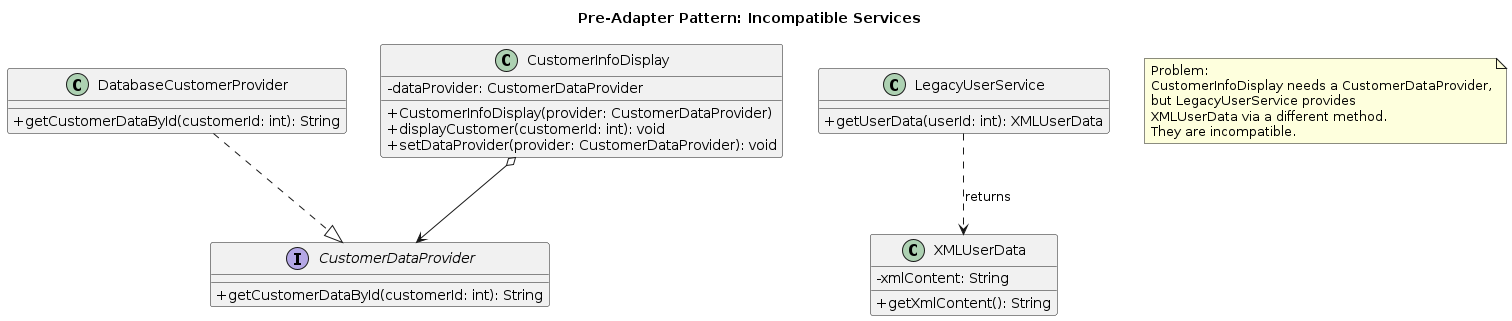 Pre-Adapter Pattern: Incompatible Services
C DatabaseCustomerProvider
+getCustomerDataById(customerId: int): String
C CustomerInfoDisplay
-dataProvider: CustomerDataProvider
+CustomerInfoDisplay(provider: CustomerDataProvider)
+displayCustomer(customerId: int): void
+setDataProvider(provider: CustomerDataProvider): void
C LegacyUserService
+getUserData(userId: int): XMLUserData
Problem:
CustomerInfoDisplay needs a CustomerDataProvider,
but LegacyUserService provides
XMLUserData via a different method.
They are incompatible.
returns
I CustomerDataProvider
+getCustomerDataById(customerId: int): String
C XMLUserData
-xmlContent: String
+getXmlContent(): String